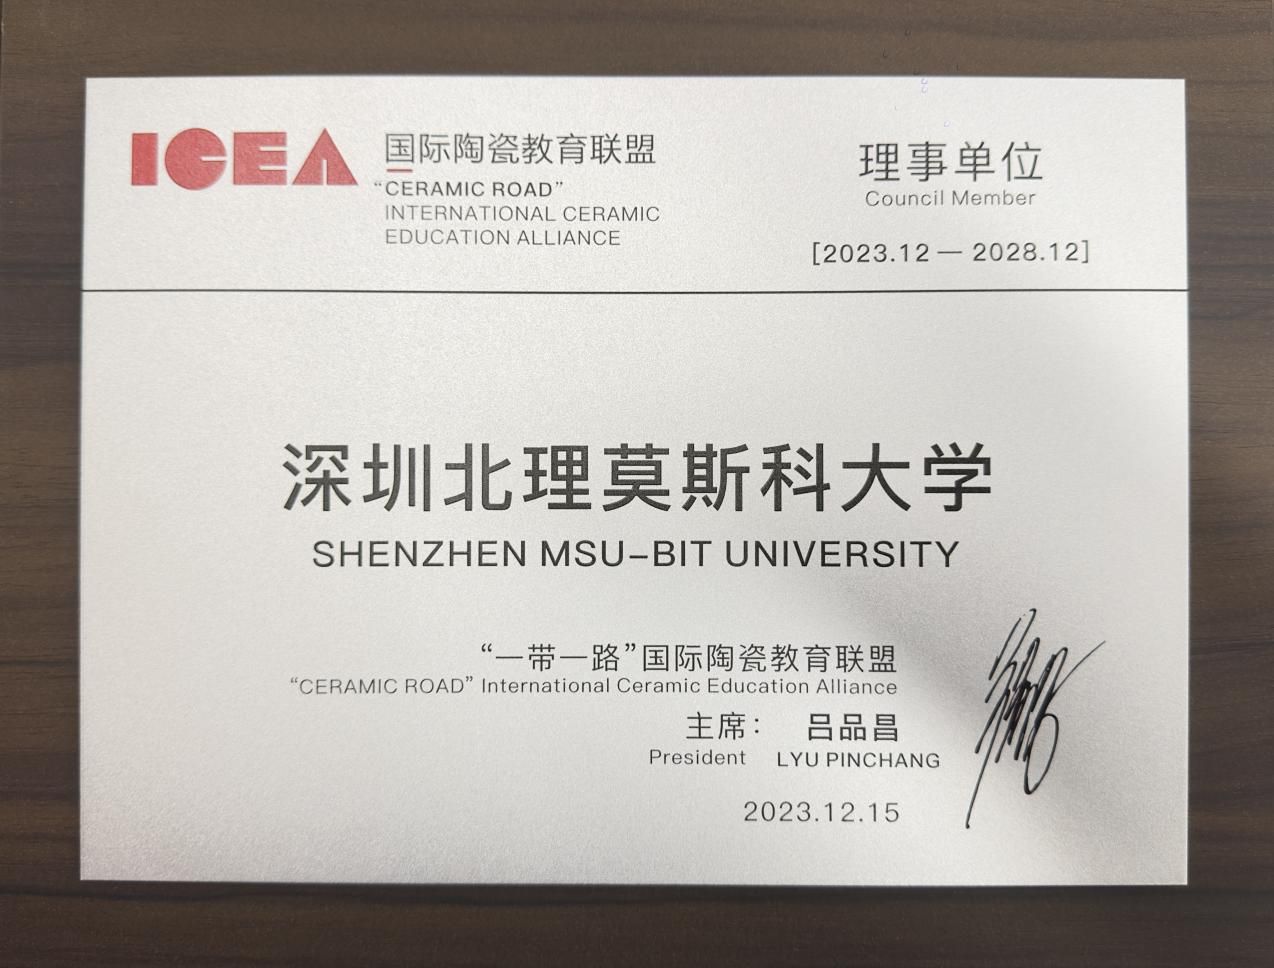 ICEA
国际陶瓷教育联盟
“CERAMIC ROAD”
INTERNATIONAL CERAMIC
EDUCATION ALLIANCE
理事单位
Council Member
[2023.12 — 2028.12]
深圳北理莫斯科大学
SHENZHEN MSU–BIT UNIVERSITY
“一带一路”国际陶瓷教育联盟
“CERAMIC ROAD” International Ceramic Education Alliance
主席： 吕品昌
President LYU PINCHANG
2023.12.15